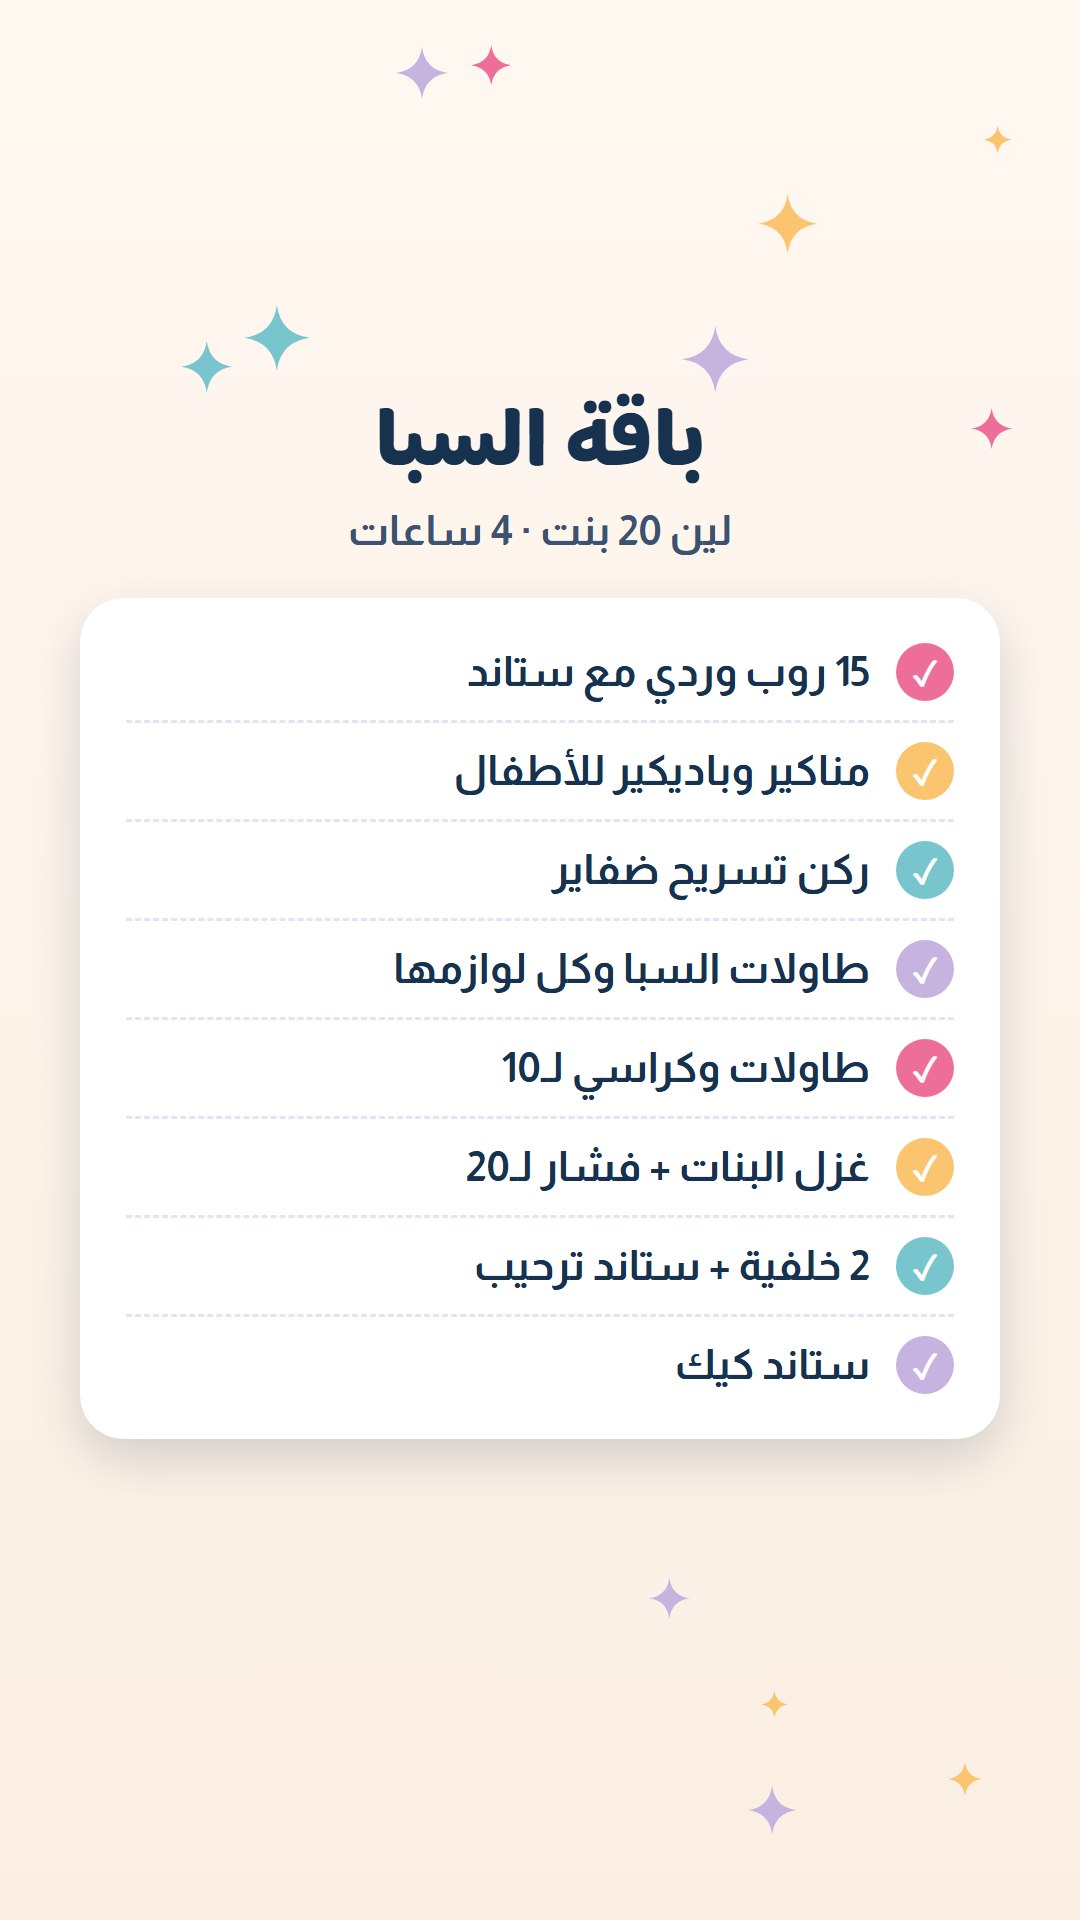 باقة السبا
لين 20 بنت · 4 ساعات
15 روب وردي مع ستاند
مناكير وباديكير للأطفال
ركن تسريح ضفاير
طاولات السبا وكل لوازمها
طاولات وكراسي لـ10
غزل البنات + فشار لـ20
2 خلفية + ستاند ترحيب
ستاند كيك